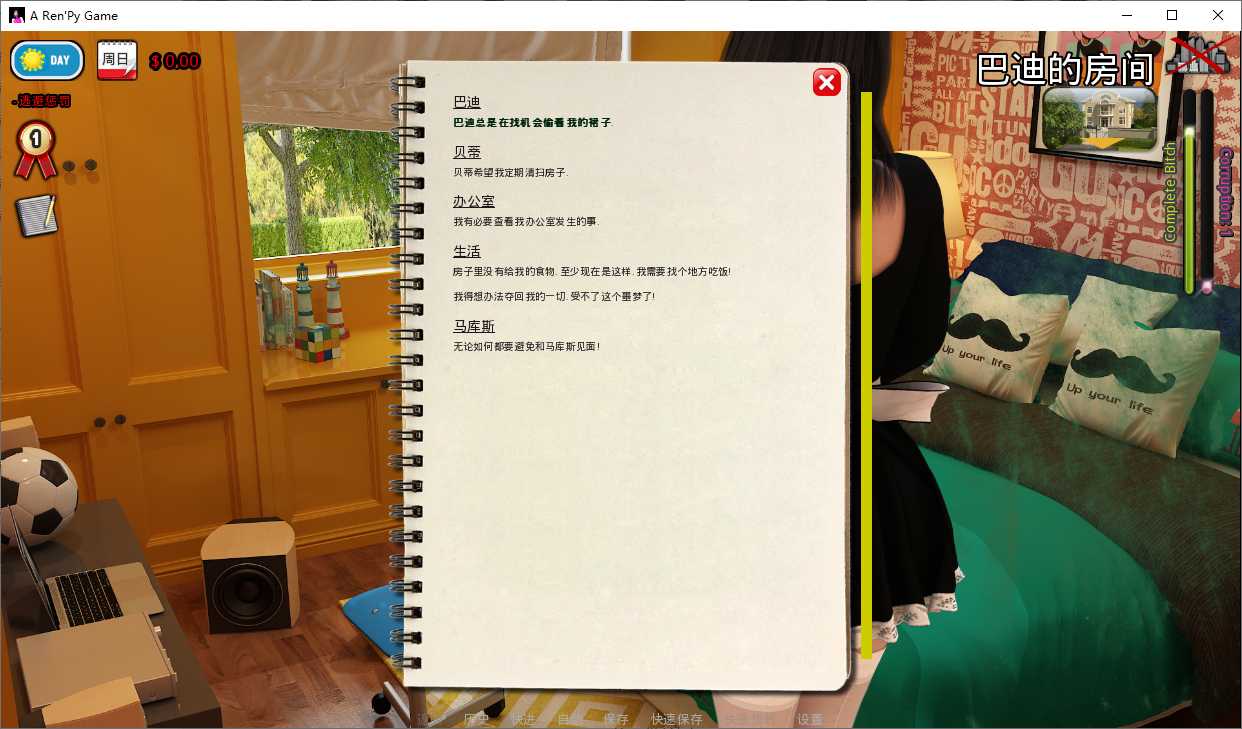 A Ren'Py Game
DAY
周日
$ 0.00
-逃避惩罚
1
巴迪的房间
巴迪
巴迪总是在找机会偷看我的裙子.
贝蒂
贝蒂希望我定期清扫房子.
办公室
我有必要查看我办公室发生的事.
生活
房子里没有给我的食物. 至少现在是这样. 我需要找个地方吃饭!
我得想办法夺回我的一切. 受不了这个噩梦了!
马库斯
无论如何都要避免和马库斯见面!
Complete Bitch
Corruption: 1
Up your life
Up your life
历史
快进
保存
快速保存
设置